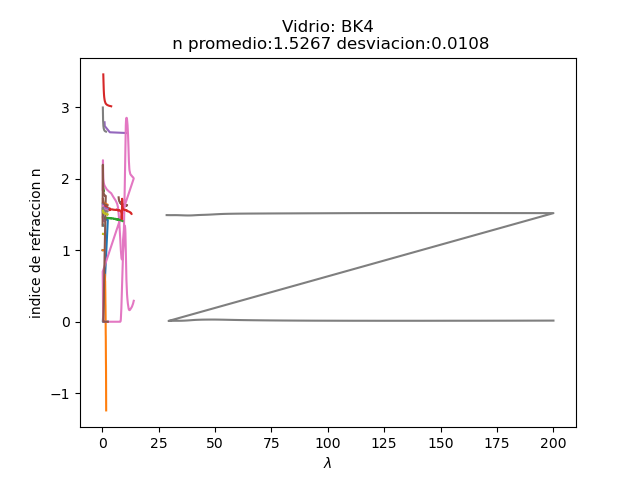 Vidrio: BK4
n promedio:1.5267 desviacion:0.0108
indice de refraccion n
3
2
1
0
−1
0 25 50 75 100 125 150 175 200
λ